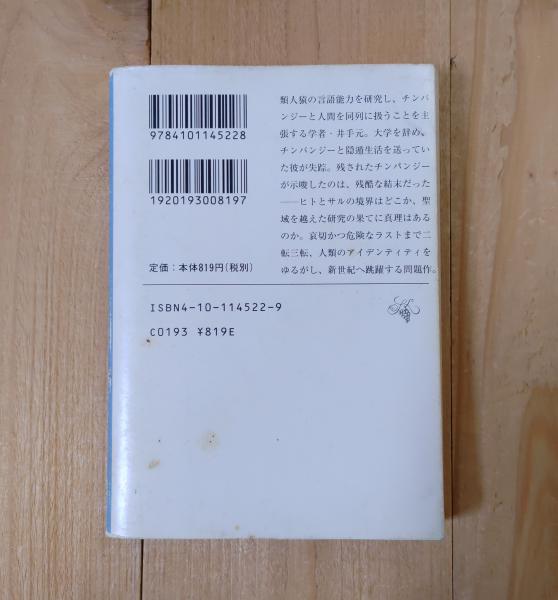 9784101145228
1920193008197
定価:本体819円(税別)
類人猿の言語能力を研究し、チンパ
ンジーと人間を同列に扱うことを主
張する学者・井手元。大学を辞め、
チンパンジーと隠遁生活を送ってい
た彼が失踪。残されたチンパンジー
が示唆したのは、残酷な結末だった
――ヒトとサルの境界はどこか、聖
域を越えた研究の果てに真理はある
のか。哀切かつ危険なラストまで二
転三転、人類のアイデンティティを
ゆるがし、新世紀へ跳躍する問題作。
ISBN4-10-114522-9
C0193 ¥819E